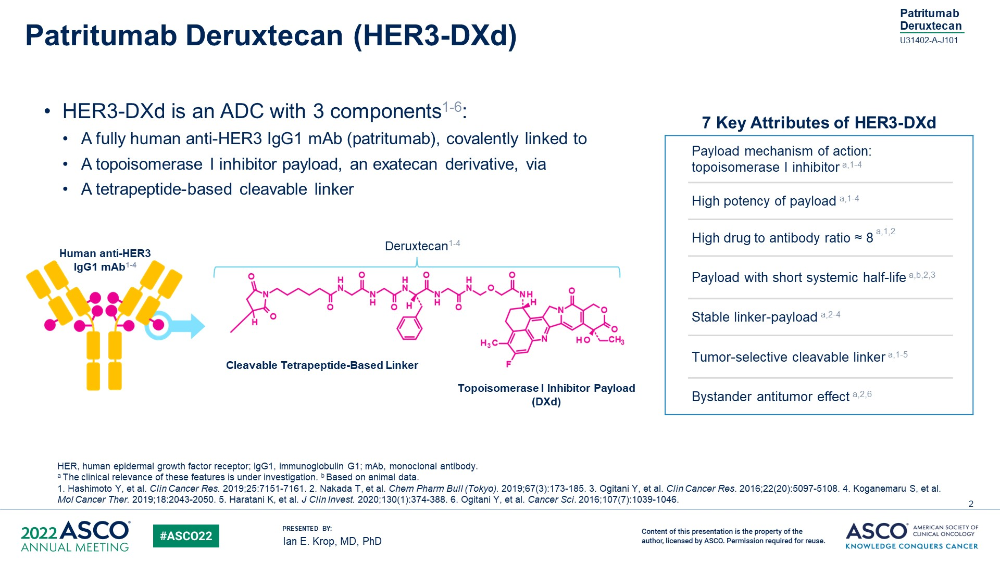 Patritumab Deruxtecan (HER3-DXd)
Patritumab
Deruxtecan
U31402-A-J101
• HER3-DXd is an ADC with 3 components1-6:
• A fully human anti-HER3 IgG1 mAb (patritumab), covalently linked to
• A topoisomerase I inhibitor payload, an exatecan derivative, via
• A tetrapeptide-based cleavable linker
Human anti-HER3
IgG1 mAb1-4
Deruxtecan1-4
O
N
O
H
O
H
N
O
N
H
O
H
N
H
O
N
H
O
H
N
O
O
NH
H
O
N
O
O
HO
CH3
N
H3C
F
Cleavable Tetrapeptide-Based Linker
Topoisomerase I Inhibitor Payload
(DXd)
7 Key Attributes of HER3-DXd
Payload mechanism of action:
topoisomerase I inhibitor a,1-4
High potency of payload a,1-4
High drug to antibody ratio ≈ 8 a,1,2
Payload with short systemic half-life a,b,2,3
Stable linker-payload a,2-4
Tumor-selective cleavable linker a,1-5
Bystander antitumor effect a,2,6
HER, human epidermal growth factor receptor; IgG1, immunoglobulin G1; mAb, monoclonal antibody.
a The clinical relevance of these features is under investigation. b Based on animal data.
1. Hashimoto Y, et al. Clin Cancer Res. 2019;25:7151-7161. 2. Nakada T, et al. Chem Pharm Bull (Tokyo). 2019;67(3):173-185. 3. Ogitani Y, et al. Clin Cancer Res. 2016;22(20):5097-5108. 4. Koganemaru S, et al.
Mol Cancer Ther. 2019;18:2043-2050. 5. Haratani K, et al. J Clin Invest. 2020;130(1):374-388. 6. Ogitani Y, et al. Cancer Sci. 2016;107(7):1039-1046.
2
2022 ASCO®
ANNUAL MEETING
#ASCO22
PRESENTED BY:
Ian E. Krop, MD, PhD
Content of this presentation is the property of the
author, licensed by ASCO. Permission required for reuse.
ASCO® AMERICAN SOCIETY OF
CLINICAL ONCOLOGY
KNOWLEDGE CONQUERS CANCER